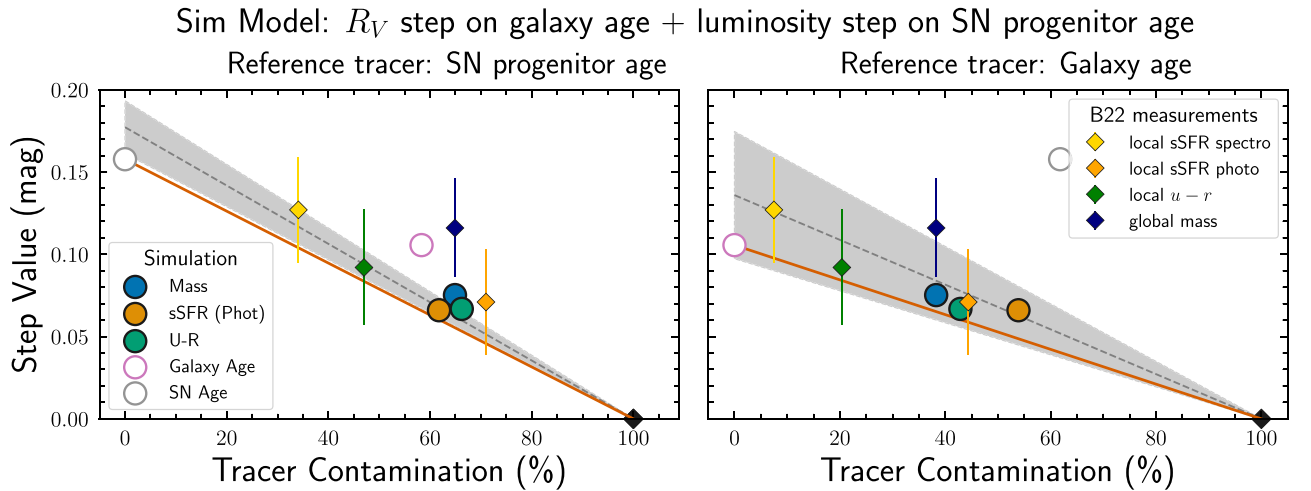 Sim Model: R_V step on galaxy age + luminosity step on SN progenitor age
Reference tracer: SN progenitor age
Reference tracer: Galaxy age
Step Value (mag)
0.20
0.15
0.10
0.05
0.00
Simulation
Mass
sSFR (Phot)
U-R
Galaxy Age
SN Age
B22 measurements
local sSFR spectro
local sSFR photo
local u − r
global mass
0 20 40 60 80 100
0 20 40 60 80 100
Tracer Contamination (%)
Tracer Contamination (%)